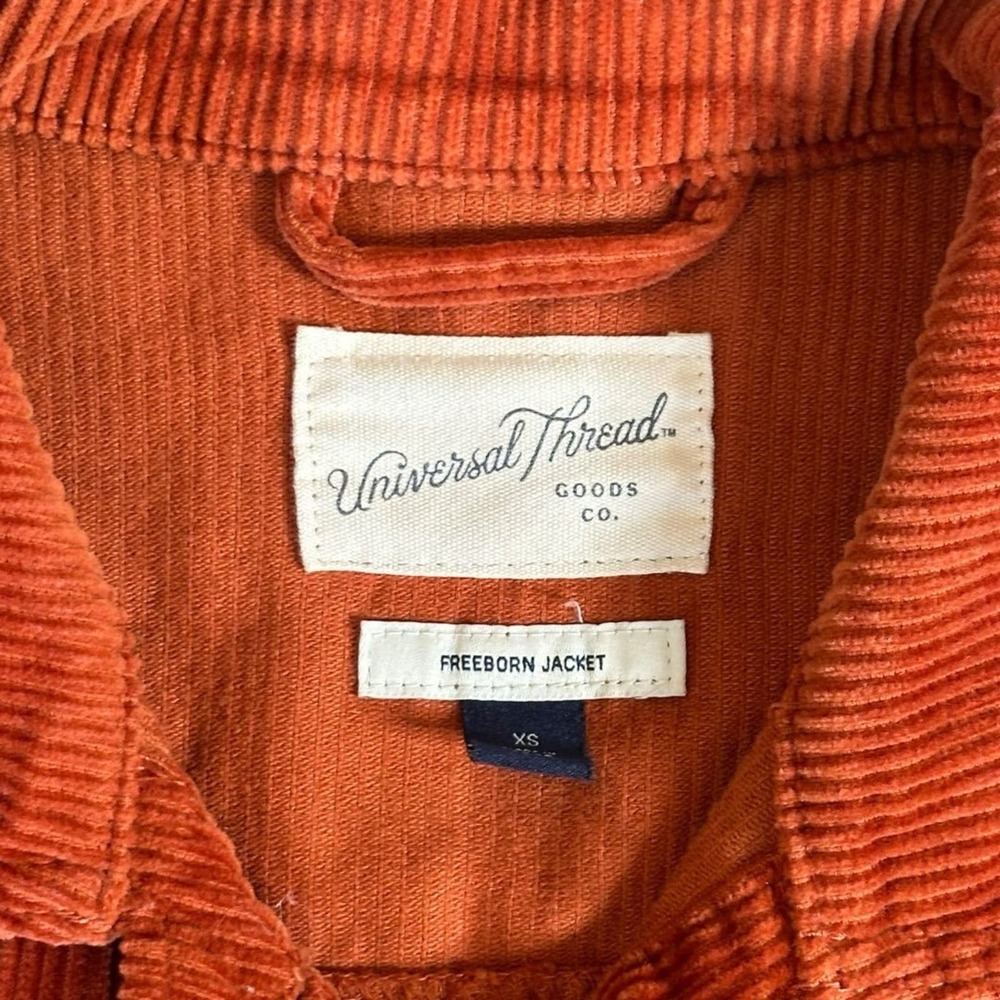 Universal Thread™
GOODS
CO.
FREEBORN JACKET
XS